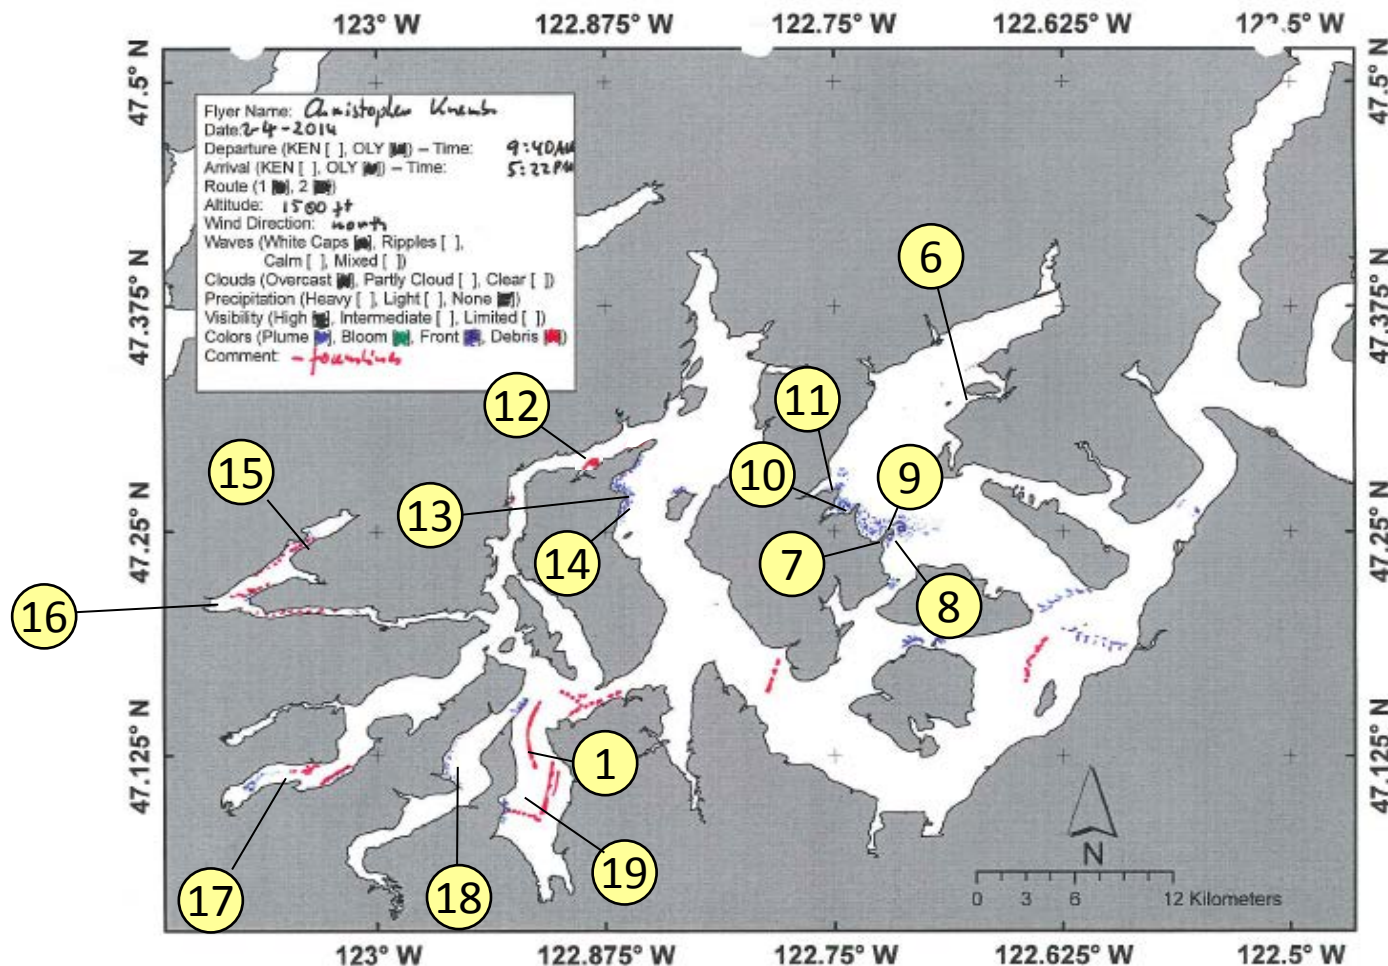 123° W 122.875° W 122.75° W 122.625° W 122.5° W
47.5° N
47.375° N
47.25° N
47.125° N
47.5° N
47.375° N
47.25° N
47.125° N
Flyer Name: Christopher Krembs
Date: 2-4-2014
Departure (KEN [ ], OLY [ ]) – Time: 9:40AM
Arrival (KEN [ ], OLY [ ]) – Time: 5:22PM
Route (1 [ ], 2 [ ])
Altitude: 1500 ft
Wind Direction: north
Waves (White Caps [ ], Ripples [ ],
Calm [ ], Mixed [ ])
Clouds (Overcast [ ], Partly Cloud [ ], Clear [ ])
Precipitation (Heavy [ ], Light [ ], None [ ])
Visibility (High [ ], Intermediate [ ], Limited [ ])
Colors (Plume [ ], Bloom [ ], Front [ ], Debris [ ])
Comment: - foamlines
6
12
11
15
10
9
13
14
7
8
16
1
17
18
19
N
0 3 6 12 Kilometers
123° W 122.875° W 122.75° W 122.625° W 122.5° W